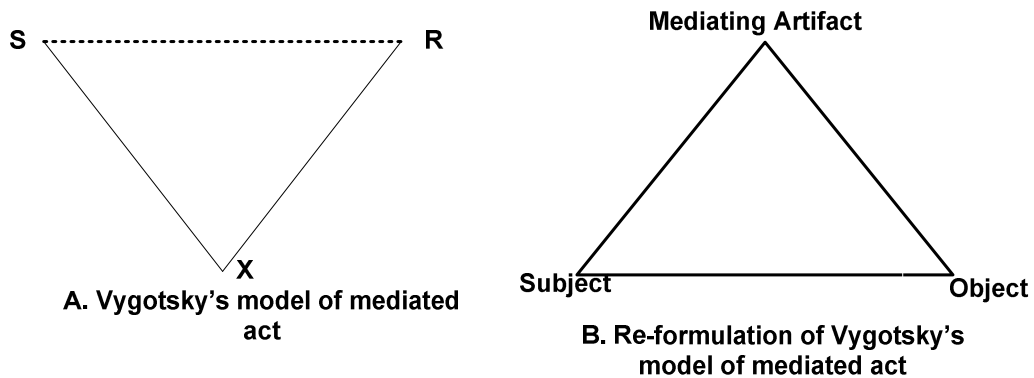 S
R
X
A. Vygotsky's model of mediated
act
Mediating Artifact
Subject
Object
B. Re-formulation of Vygotsky's
model of mediated act